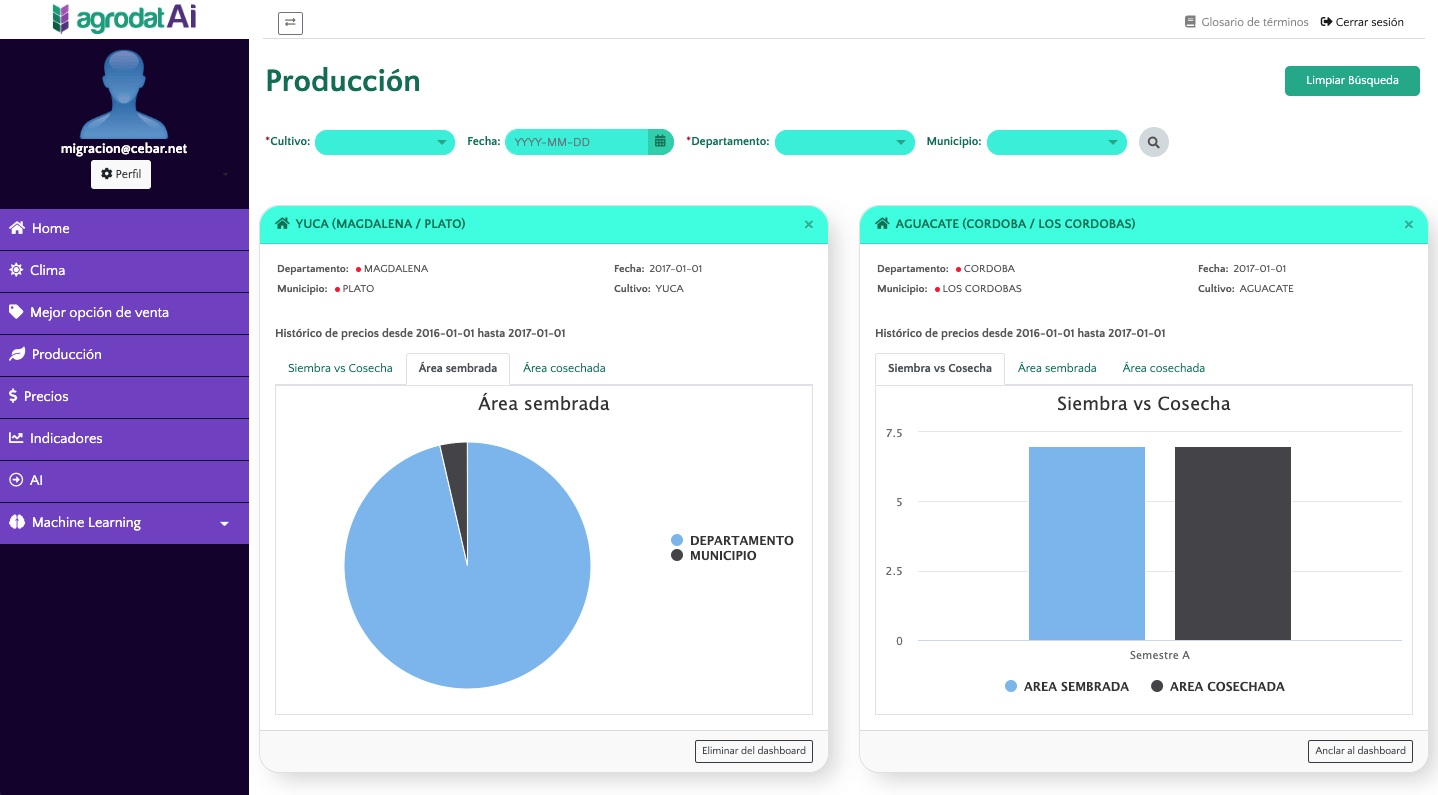 agrodatAi
Glosario de términos
Cerrar sesión
migracion@cebar.net
Perfil
Home
Clima
Mejor opción de venta
Producción
Precios
Indicadores
AI
Machine Learning
Producción
Limpiar Búsqueda
*Cultivo:
Fecha: YYYY-MM-DD
*Departamento:
Municipio:
YUCA (MAGDALENA / PLATO) ×
Departamento: MAGDALENA
Fecha: 2017-01-01
Municipio: PLATO
Cultivo: YUCA
Histórico de precios desde 2016-01-01 hasta 2017-01-01
Siembra vs Cosecha Área sembrada Área cosechada
Área sembrada
DEPARTAMENTO
MUNICIPIO
Eliminar del dashboard
AGUACATE (CORDOBA / LOS CORDOBAS) ×
Departamento: CORDOBA
Fecha: 2017-01-01
Municipio: LOS CORDOBAS
Cultivo: AGUACATE
Histórico de precios desde 2016-01-01 hasta 2017-01-01
Siembra vs Cosecha Área sembrada Área cosechada
Siembra vs Cosecha
7.5
5
2.5
0
Semestre A
AREA SEMBRADA AREA COSECHADA
Anclar al dashboard